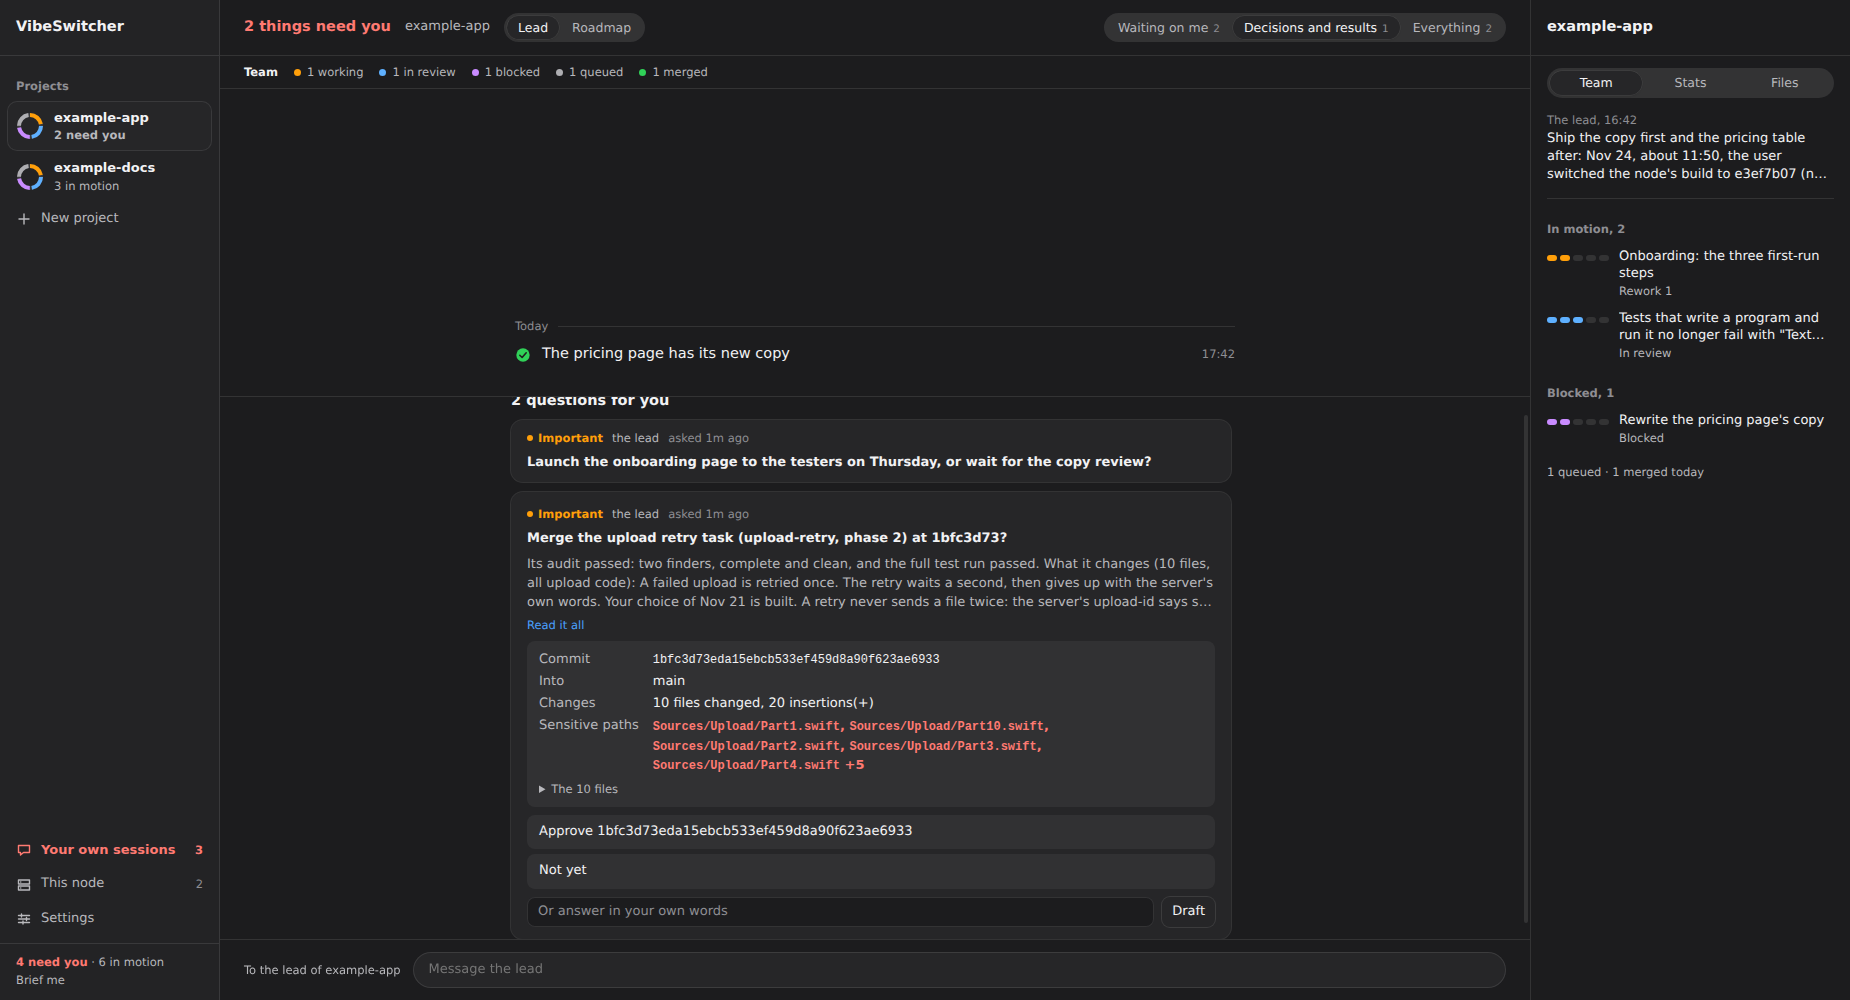 VibeSwitcher
Projects
example-app
2 need you
example-docs
3 in motion
New project
Your own sessions 3
This node 2
Settings
4 need you · 6 in motion
Brief me
2 things need you example-app Lead Roadmap
Waiting on me 2 Decisions and results 1 Everything 2
Team 1 working 1 in review 1 blocked 1 queued 1 merged
Today
The pricing page has its new copy 17:42
2 questions for you
Important the lead asked 1m ago
Launch the onboarding page to the testers on Thursday, or wait for the copy review?
Important the lead asked 1m ago
Merge the upload retry task (upload-retry, phase 2) at 1bfc3d73?
Its audit passed: two finders, complete and clean, and the full test run passed. What it changes (10 files,
all upload code): A failed upload is retried once. The retry waits a second, then gives up with the server's
own words. Your choice of Nov 21 is built. A retry never sends a file twice: the server's upload-id says s…
Read it all
Commit 1bfc3d73eda15ebcb533ef459d8a90f623ae6933
Into main
Changes 10 files changed, 20 insertions(+)
Sensitive paths Sources/Upload/Part1.swift, Sources/Upload/Part10.swift,
Sources/Upload/Part2.swift, Sources/Upload/Part3.swift,
Sources/Upload/Part4.swift +5
The 10 files
Approve 1bfc3d73eda15ebcb533ef459d8a90f623ae6933
Not yet
Or answer in your own words Draft
To the lead of example-app Message the lead
example-app
Team Stats Files
The lead, 16:42
Ship the copy first and the pricing table
after: Nov 24, about 11:50, the user
switched the node's build to e3ef7b07 (n…
In motion, 2
Onboarding: the three first-run
steps
Rework 1
Tests that write a program and
run it no longer fail with "Text…
In review
Blocked, 1
Rewrite the pricing page's copy
Blocked
1 queued · 1 merged today